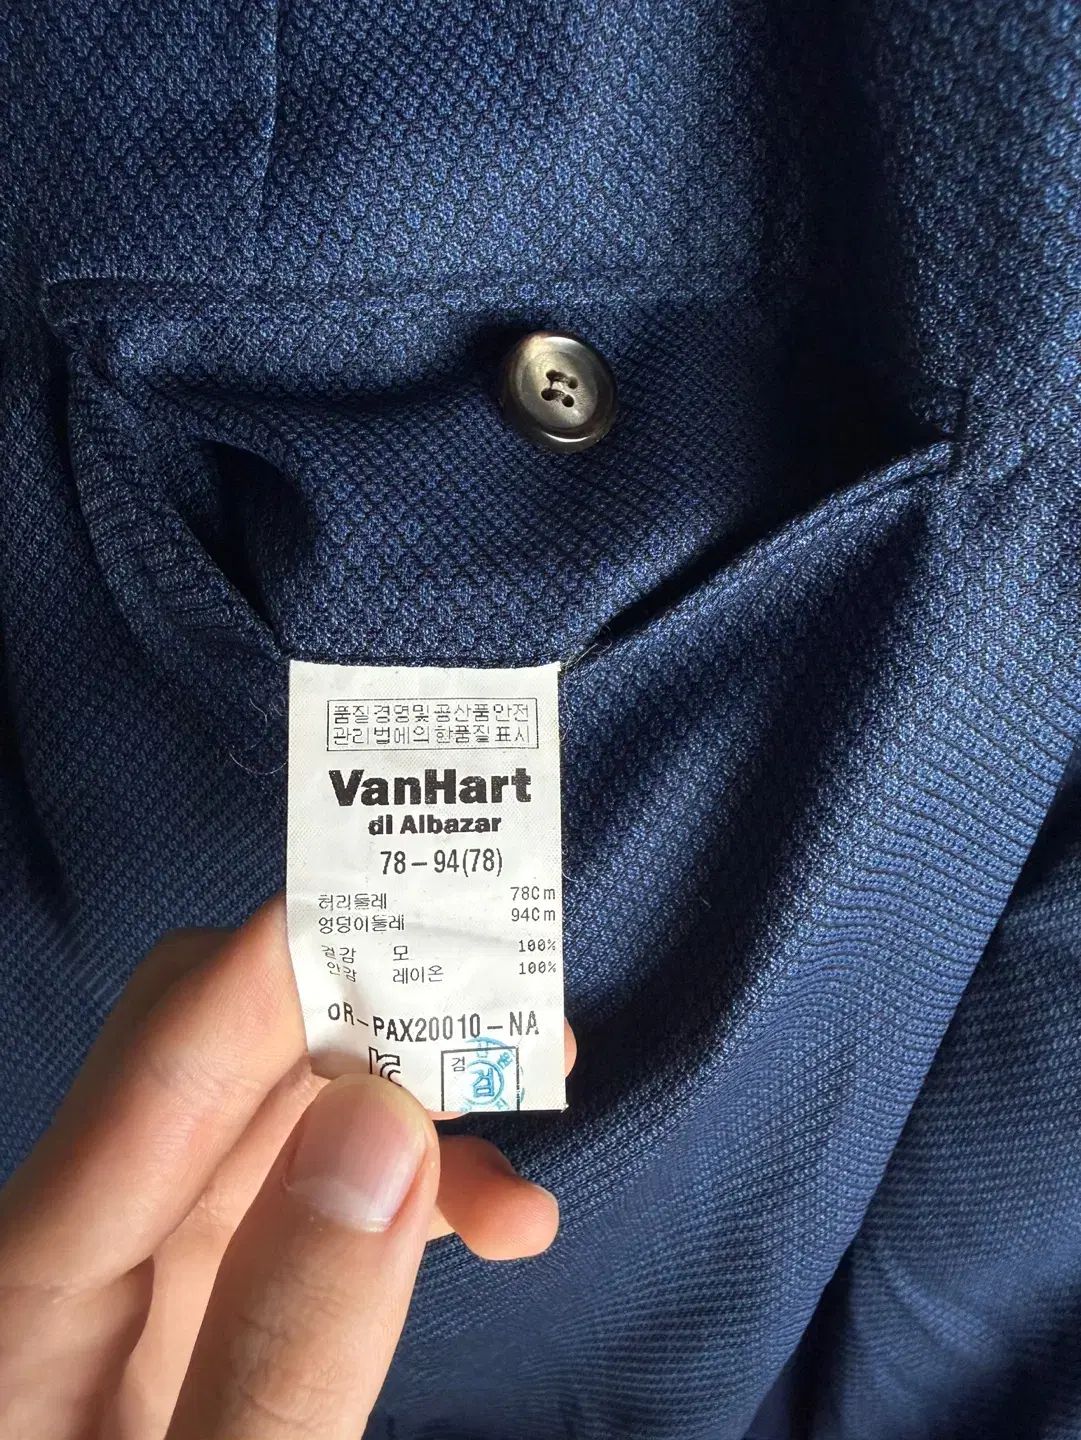 품질경영및공산품안전
관리법에의한품질표시
VanHart
di Albazar
78-94(78)
허리둘레 78Cm
엉덩이둘레 94Cm
겉감 모 100%
안감 레이온 100%
OR-PAX20010-NA
검
검